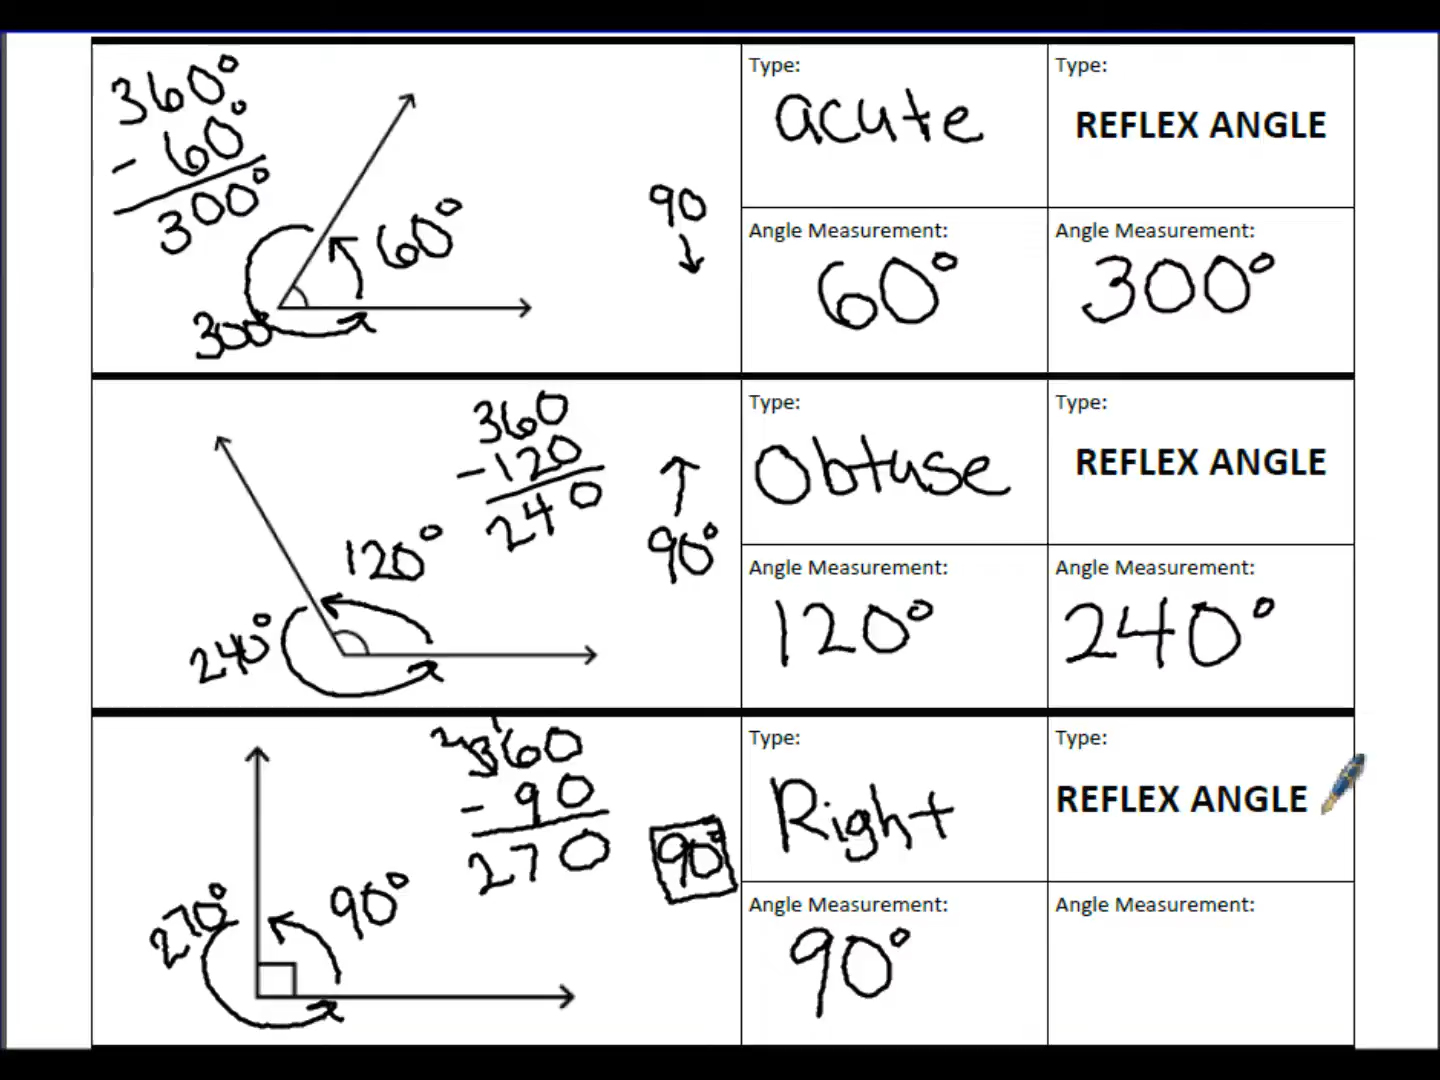 360°
- 60°
300°
60°
300°
90
Type:
acute
Type:
REFLEX ANGLE
Angle Measurement:
60°
Angle Measurement:
300°
360
-120
240
120°
240°
90°
Type:
Obtuse
Type:
REFLEX ANGLE
Angle Measurement:
120°
Angle Measurement:
240°
2 1
360
- 90
270
90°
270°
90°
Type:
Right
Type:
REFLEX ANGLE
Angle Measurement:
90°
Angle Measurement: